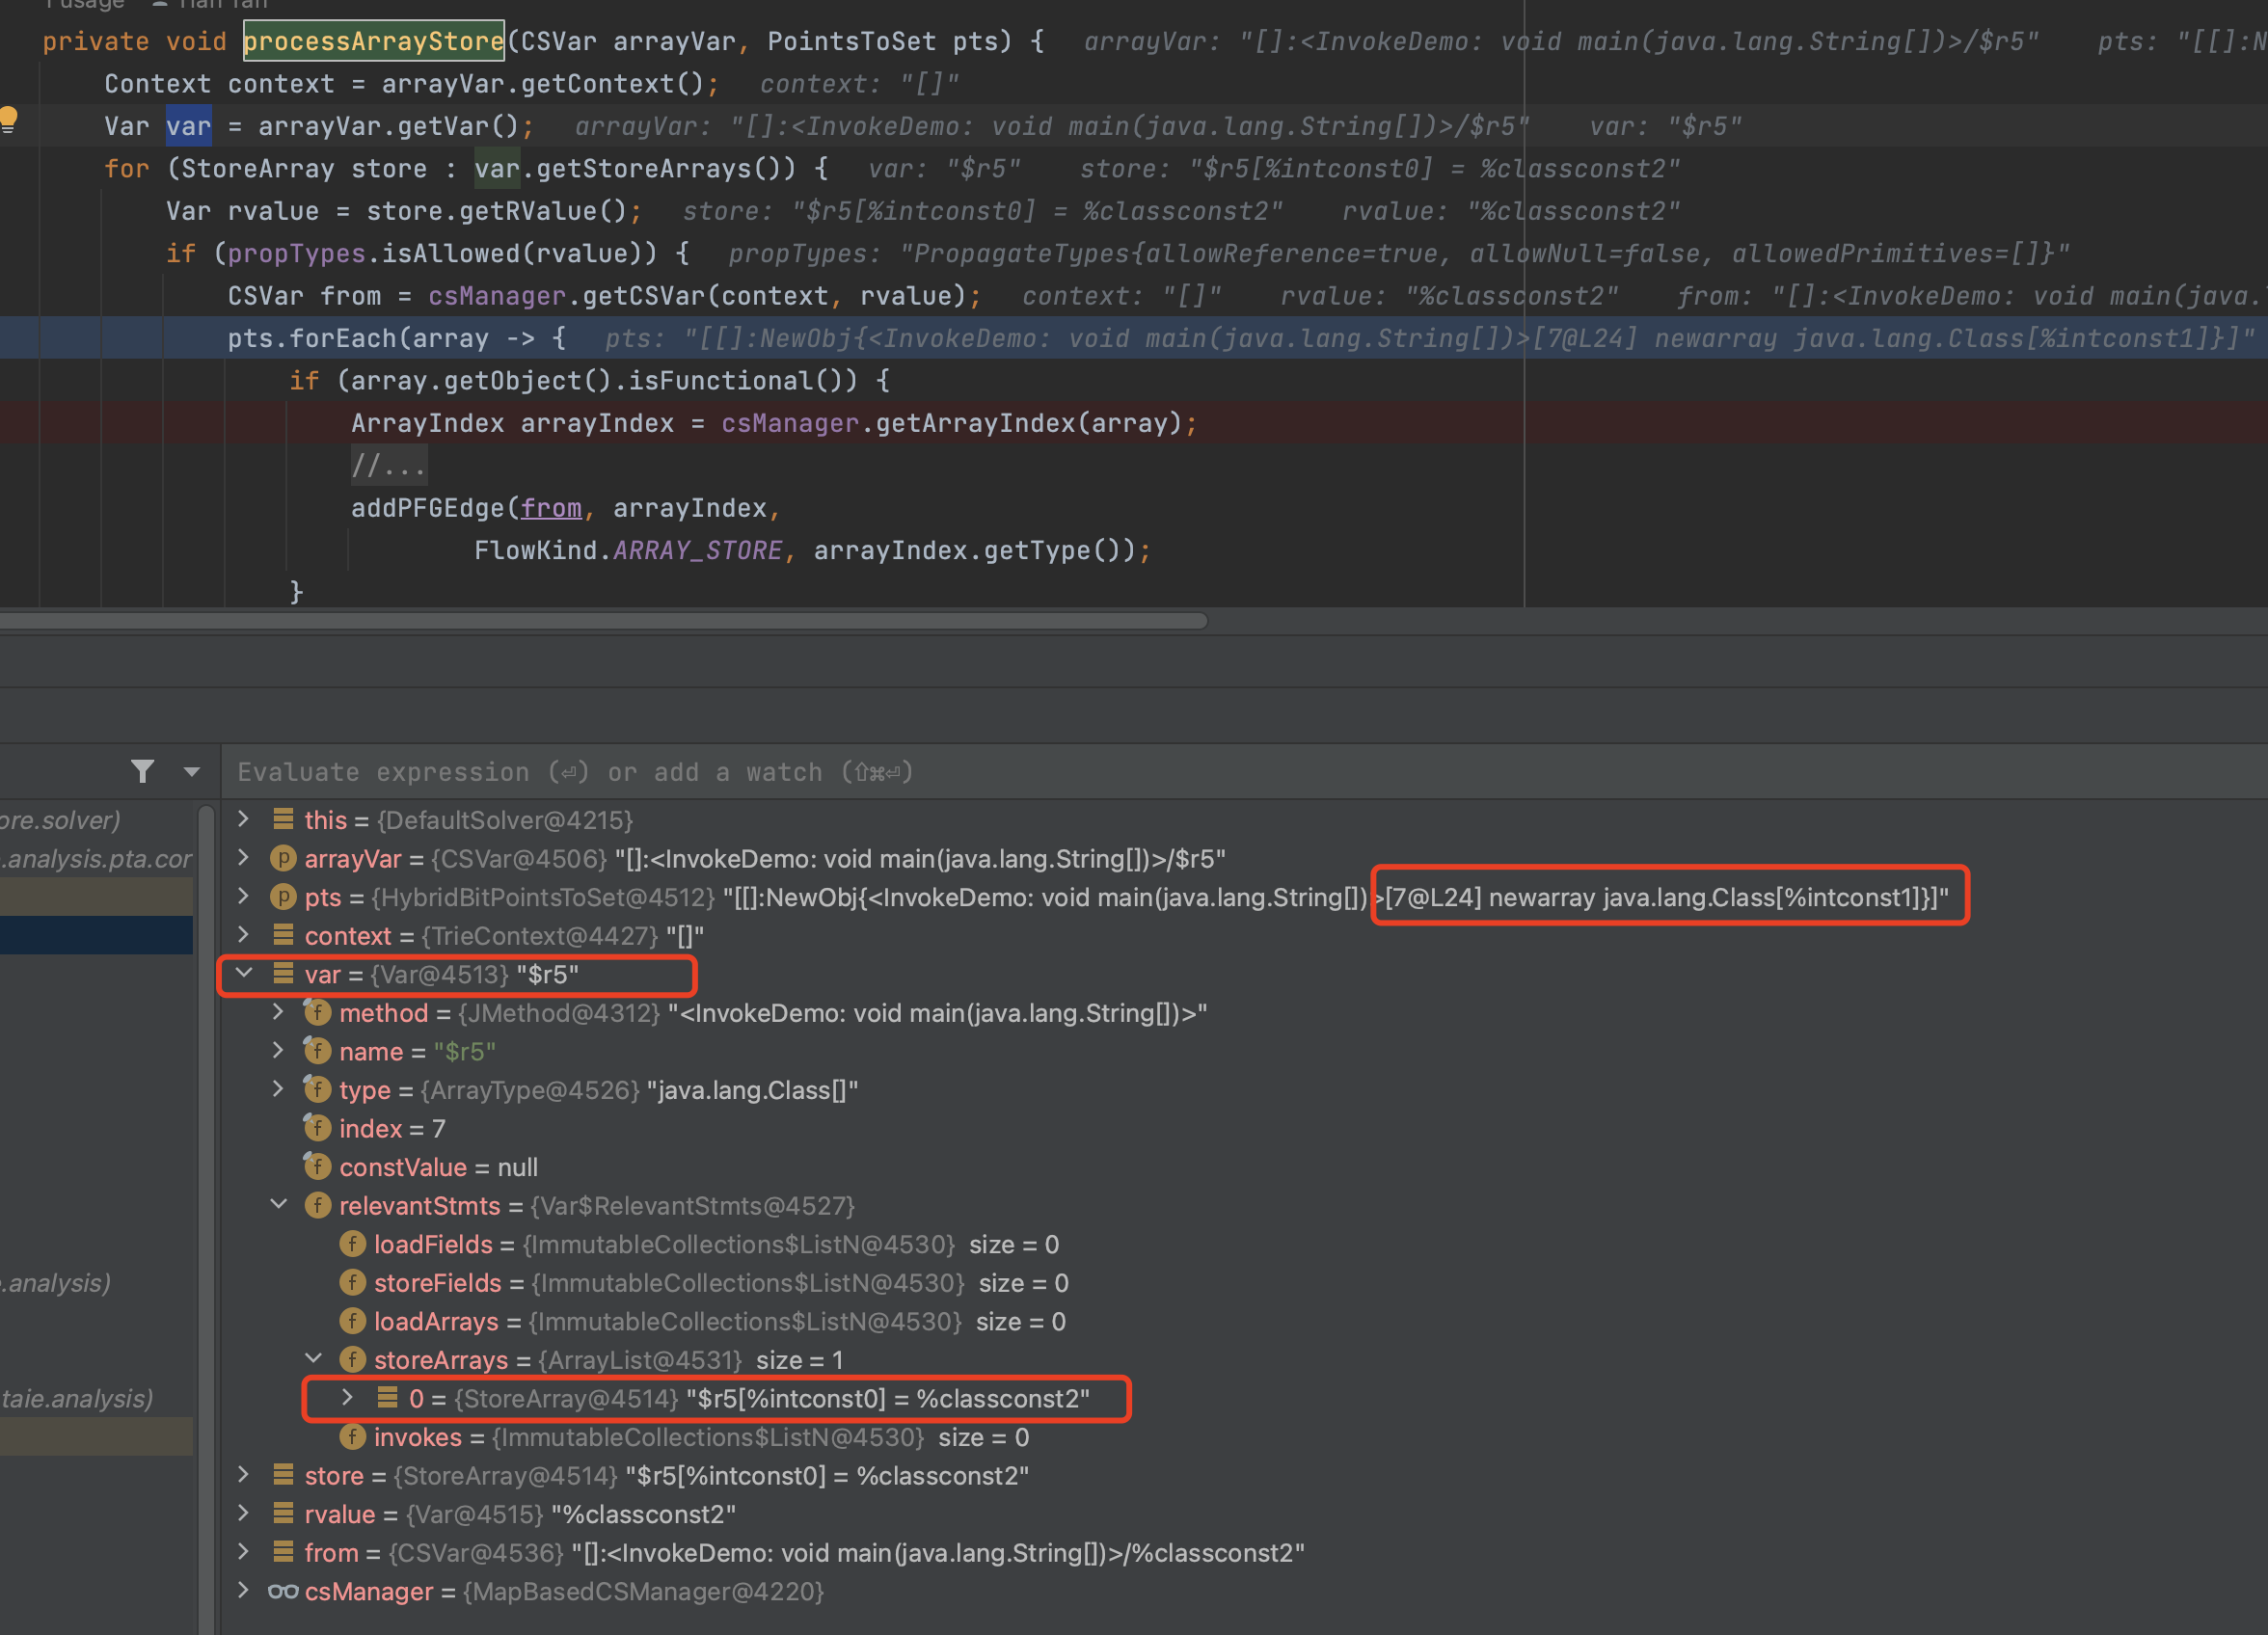 1 usage
private void processArrayStore(CSVar arrayVar, PointsToSet pts) {   arrayVar: "[]:<InvokeDemo: void main(java.lang.String[])>/$r5"   pts: "[[]:N
Context context = arrayVar.getContext();   context: "[]"
Var var = arrayVar.getVar();   arrayVar: "[]:<InvokeDemo: void main(java.lang.String[])>/$r5"   var: "$r5"
for (StoreArray store : var.getStoreArrays()) {   var: "$r5"   store: "$r5[%intconst0] = %classconst2"
Var rvalue = store.getRValue();   store: "$r5[%intconst0] = %classconst2"   rvalue: "%classconst2"
if (propTypes.isAllowed(rvalue)) {   propTypes: "PropagateTypes{allowReference=true, allowNull=false, allowedPrimitives=[]}"
CSVar from = csManager.getCSVar(context, rvalue);   context: "[]"   rvalue: "%classconst2"   from: "[]:<InvokeDemo: void main(java.
pts.forEach(array -> {   pts: "[[]:NewObj{<InvokeDemo: void main(java.lang.String[])>[7@L24] newarray java.lang.Class[%intconst1]}]"
if (array.getObject().isFunctional()) {
ArrayIndex arrayIndex = csManager.getArrayIndex(array);
//...
addPFGEdge(from, arrayIndex,
FlowKind.ARRAY_STORE, arrayIndex.getType());
}
Evaluate expression (⏎) or add a watch (⇧⌘⏎)
ore.solver)
.analysis.pta.cor
.analysis)
taie.analysis)
this = {DefaultSolver@4215}
arrayVar = {CSVar@4506} "[]:<InvokeDemo: void main(java.lang.String[])>/$r5"
pts = {HybridBitPointsToSet@4512} "[[]:NewObj{<InvokeDemo: void main(java.lang.String[])>[7@L24] newarray java.lang.Class[%intconst1]}]"
context = {TrieContext@4427} "[]"
var = {Var@4513} "$r5"
method = {JMethod@4312} "<InvokeDemo: void main(java.lang.String[])>"
name = "$r5"
type = {ArrayType@4526} "java.lang.Class[]"
index = 7
constValue = null
relevantStmts = {Var$RelevantStmts@4527}
loadFields = {ImmutableCollections$ListN@4530} size = 0
storeFields = {ImmutableCollections$ListN@4530} size = 0
loadArrays = {ImmutableCollections$ListN@4530} size = 0
storeArrays = {ArrayList@4531} size = 1
0 = {StoreArray@4514} "$r5[%intconst0] = %classconst2"
invokes = {ImmutableCollections$ListN@4530} size = 0
store = {StoreArray@4514} "$r5[%intconst0] = %classconst2"
rvalue = {Var@4515} "%classconst2"
from = {CSVar@4536} "[]:<InvokeDemo: void main(java.lang.String[])>/%classconst2"
csManager = {MapBasedCSManager@4220}